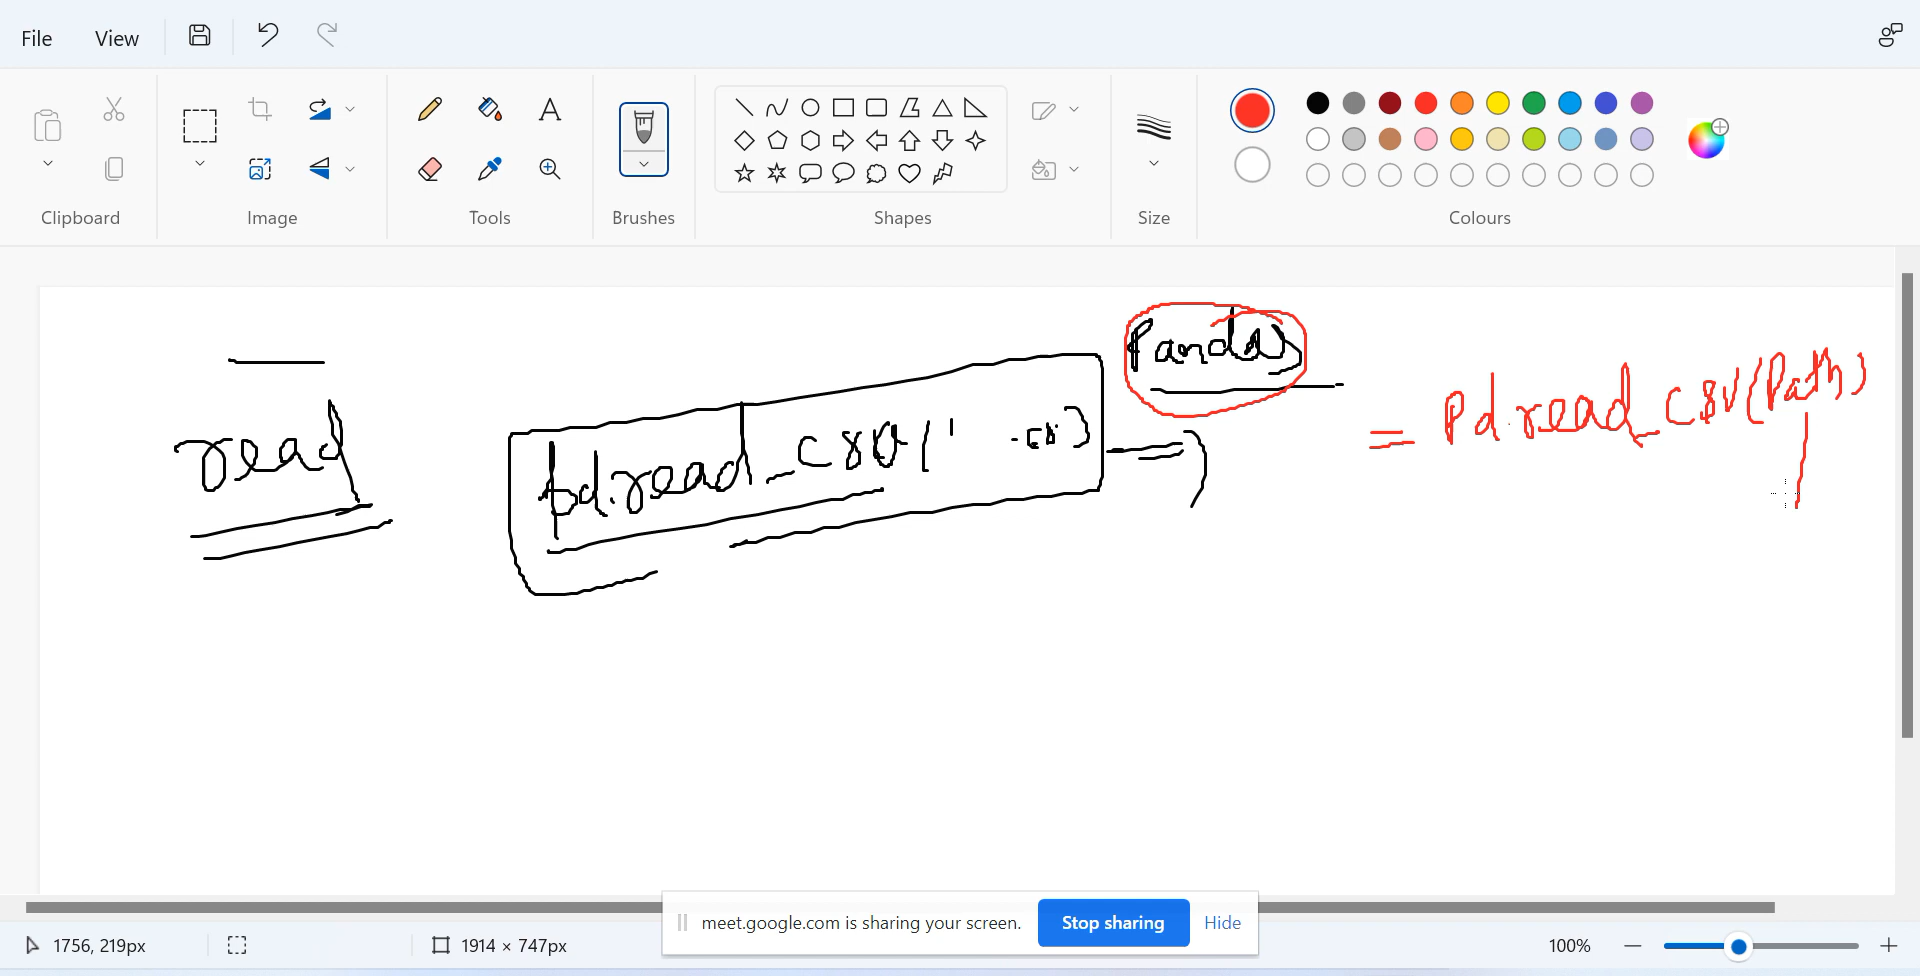 File View
Clipboard Image Tools Brushes Shapes Size Colours
Pandas
read pd.read_csv(' = Pd.read_csv(Path)
meet.google.com is sharing your screen. Stop sharing Hide
1756, 219px 1914 × 747px 100%